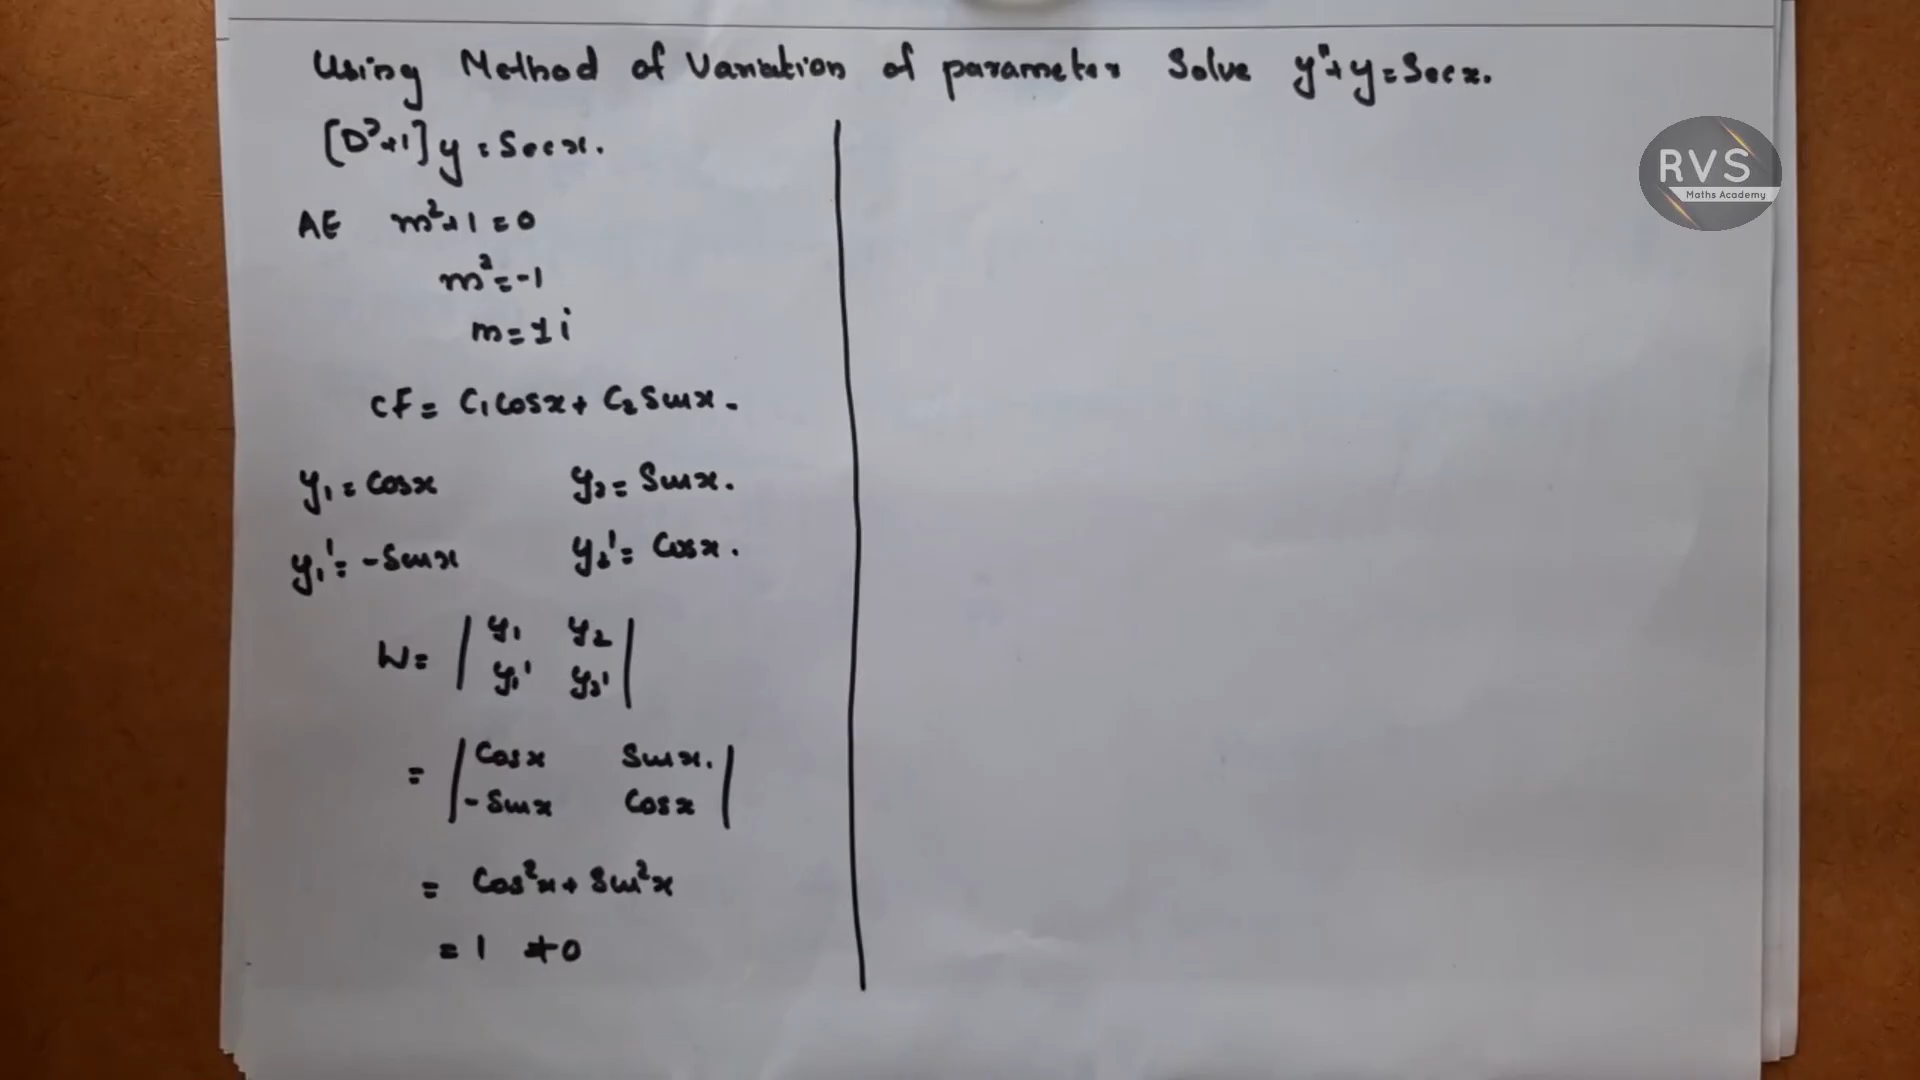 Using Method of Variation of parameter Solve y"+y=Secx.
[D²+1]y=Secx.
AE m²+1=0
m²=-1
m=±i
CF= C₁Cosx+ C₂Sinx.
y₁=Cosx y₂=Sinx.
y₁'=-Sinx y₂'=Cosx.
W= | y₁ y₂ |
| y₁' y₂' |
= | Cosx Sinx. |
| -Sinx Cosx |
= Cos²x+Sin²x
=1 ≠0
RVS
Maths Academy